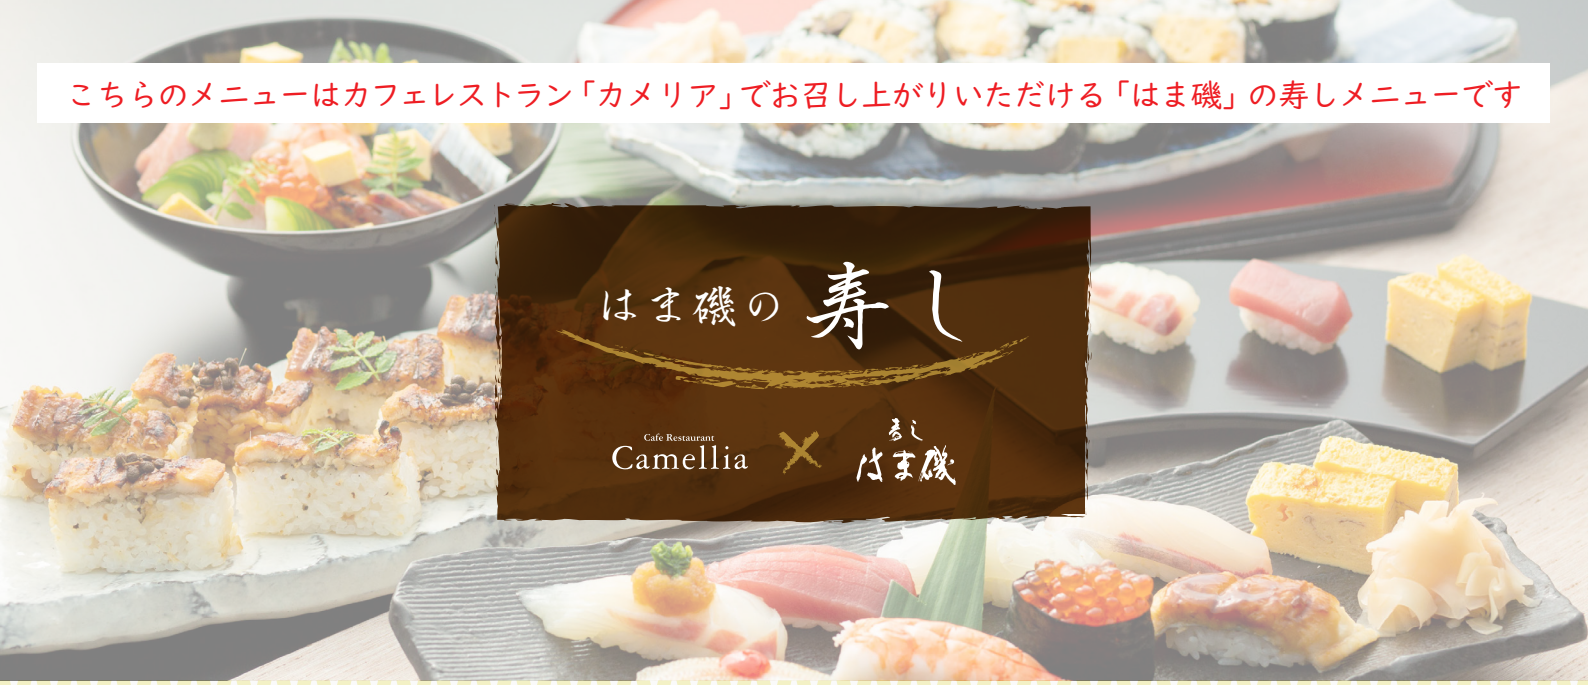 こちらのメニューはカフェレストラン「カメリア」でお召し上がりいただける「はま磯」の寿しメニューです
はま磯の 寿し
Cafe Restaurant
Camellia
×
寿し
はま磯